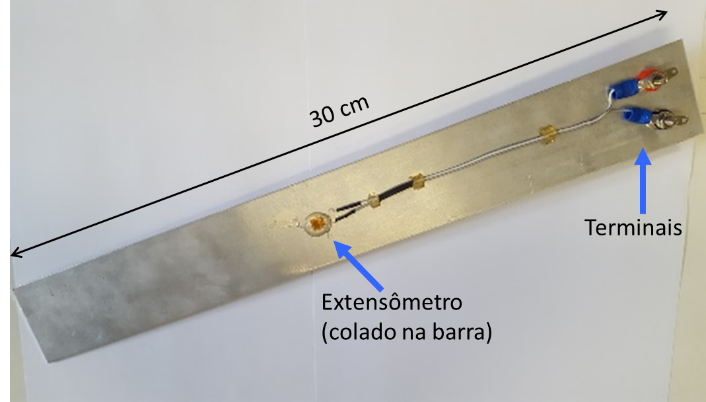 30 cm
Terminais
Extensômetro
(colado na barra)